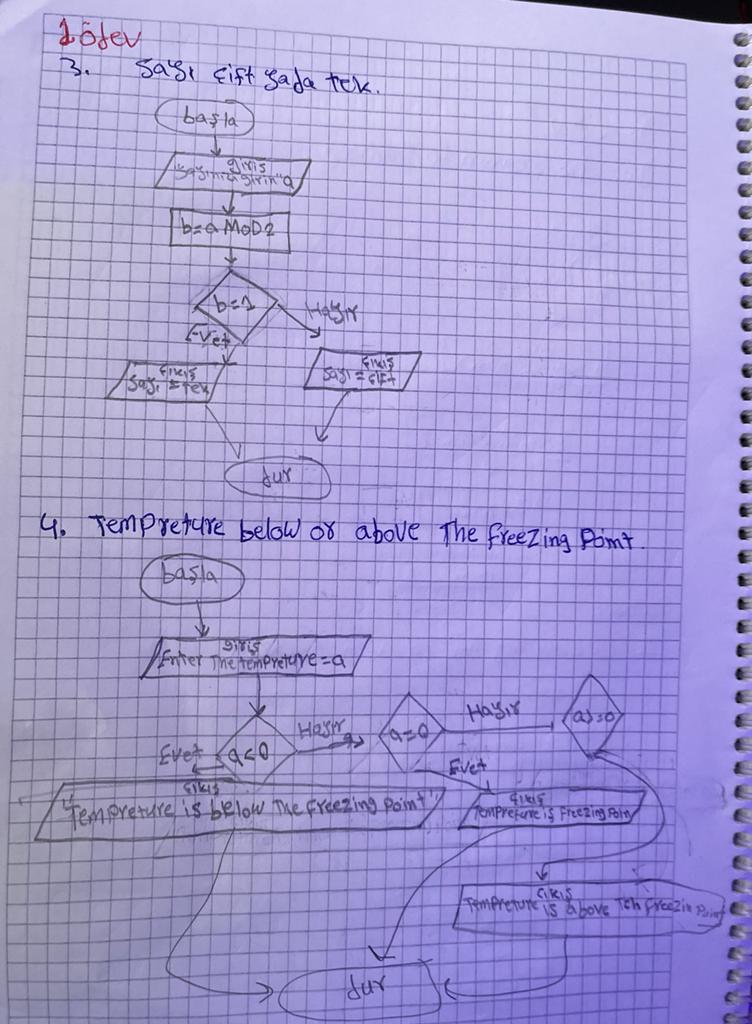 1 ödev
3. Sayı çift yada tek.
başla
giriş
"Sayınızı girin" a
b=a MOD2
b=1
Hayır
Evet
çıkış
Sayı = tek
çıkış
Sayı = çift
dur
4. Tempreture below or above The freezing Point.
başla
giriş
Enter The tempreture=a
a<0
Hayır
a=0
Hayır
Evet
Evet
çıkış
"Tempreture is below The freezing Point"
çıkış
Tempreture is Freezing Poin
çıkış
Tempreture is above Teh freezin Point
dur